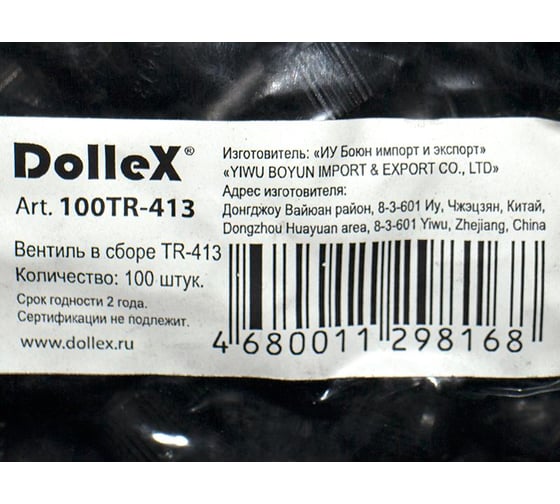 DolleX®
Art. 100TR-413
Вентиль в сборе TR-413
Количество: 100 штук.
Срок годности 2 года.
Сертификации не подлежит.
www.dollex.ru
Изготовитель: «ИУ Боюн импорт и экспорт»
«YIWU BOYUN IMPORT & EXPORT CO., LTD»
Адрес изготовителя:
Донгджоу Вайюан район, 8-3-601 Иу, Чжэцзян, Китай,
Dongzhou Huayuan area, 8-3-601 Yiwu, Zhejiang, China
4 680011 298168